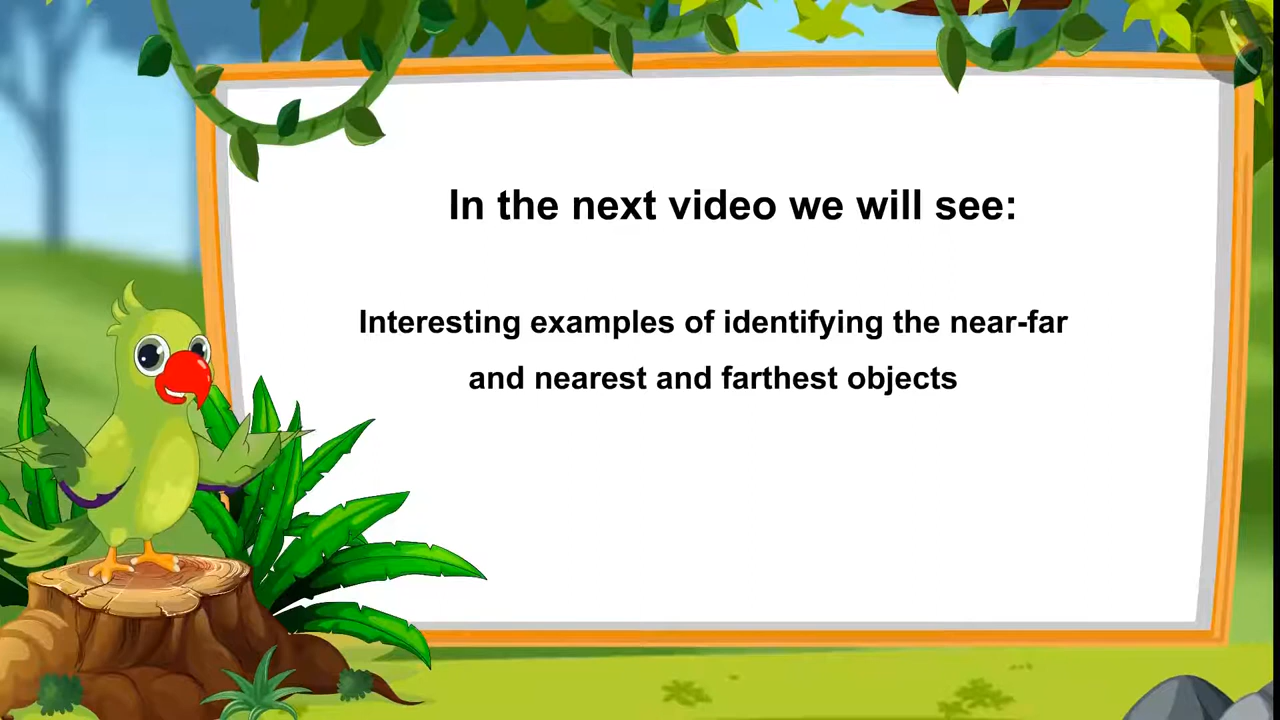 In the next video we will see:
Interesting examples of identifying the near-far
and nearest and farthest objects